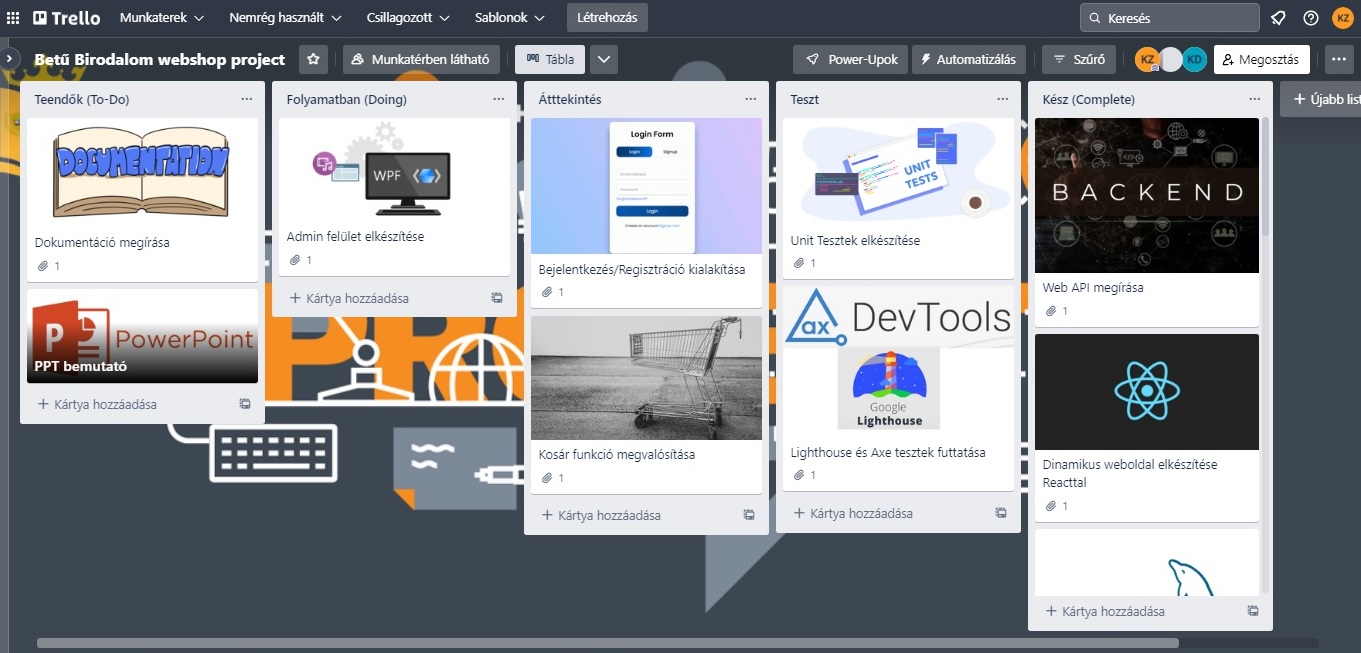 Trello
Munkaterek
Nemrég használt
Csillagozott
Sablonok
Létrehozás
Keresés
KZ
Betű Birodalom webshop project
Munkatérben látható
Tábla
Power-Upok
Automatizálás
Szűrő
KZ
KD
Megosztás
Teendők (To-Do)
DOCUMENTATION
Dokumentáció megírása
1
PowerPoint
PPT bemutató
+ Kártya hozzáadása
Folyamatban (Doing)
WPF
Admin felület elkészítése
1
+ Kártya hozzáadása
Átttekintés
Login Form
Login
Signup
Password
Login
Bejelentkezés/Regisztráció kialakítása
1
Kosár funkció megvalósítása
1
+ Kártya hozzáadása
Teszt
UNIT
TESTS
Unit Tesztek elkészítése
1
ax DevTools
Google
Lighthouse
Lighthouse és Axe tesztek futtatása
1
+ Kártya hozzáadása
Kész (Complete)
BACKEND
Web API megírása
1
Dinamikus weboldal elkészítése
Reacttal
1
+ Kártya hozzáadása
+ Újabb list